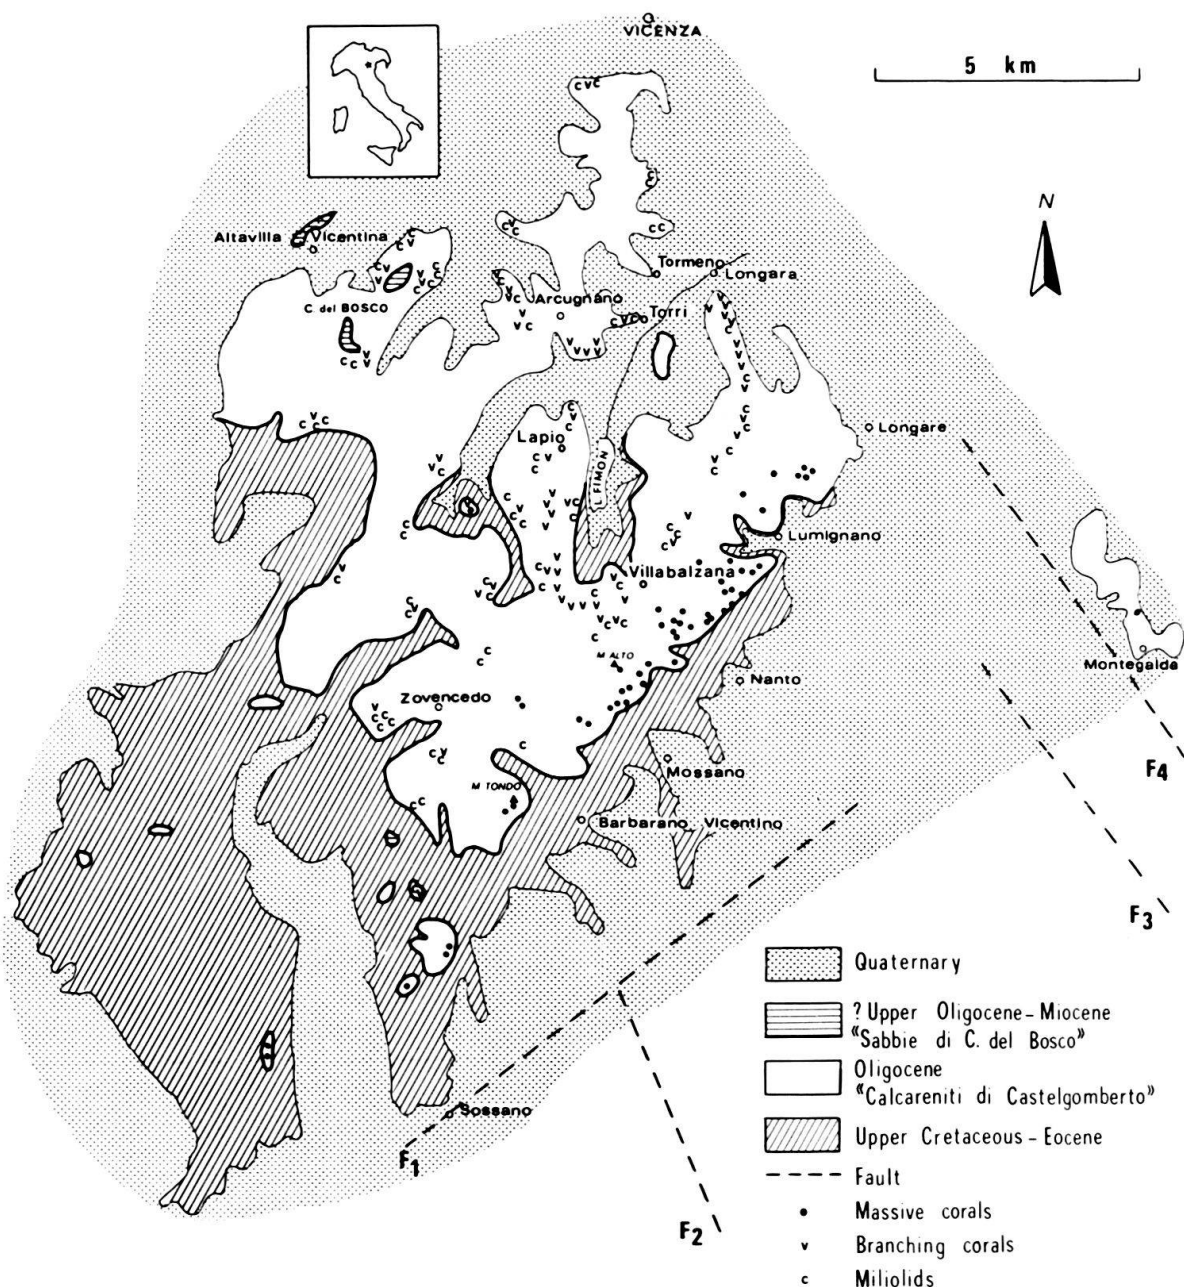 VICENZA
5 km
N
Altavilla Vicentina
Tormeno
Longara
C. del BOSCO
Arcugnano
Torri
Longare
Lapio
L. FIMON
Lumignano
Villabalzana
M. ALTO
Montegalda
Nanto
Zovencedo
Mossano
F4
M. TONDO
Barbarano Vicentino
F3
Sossano
F1
F2
Quaternary
? Upper Oligocene-Miocene
«Sabbie di C. del Bosco»
Oligocene
«Calcareniti di Castelgomberto»
Upper Cretaceous-Eocene
Fault
• Massive corals
v Branching corals
c Miliolids